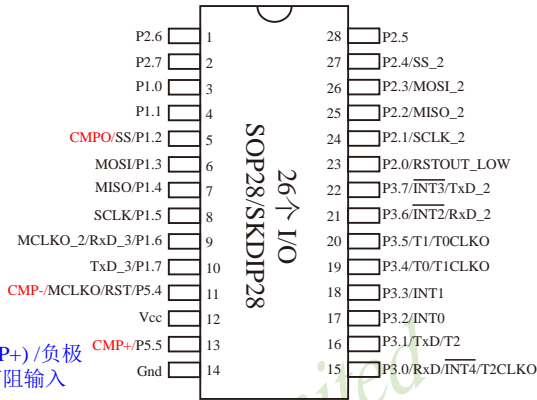 P2.6 1 28 P2.5
P2.7 2 27 P2.4/SS_2
P1.0 3 26 P2.3/MOSI_2
P1.1 4 25 P2.2/MISO_2
CMPO/SS/P1.2 5 24 P2.1/SCLK_2
MOSI/P1.3 6 23 P2.0/RSTOUT_LOW
MISO/P1.4 7 22 P3.7/INT3/TxD_2
SCLK/P1.5 8 21 P3.6/INT2/RxD_2
MCLKO_2/RxD_3/P1.6 9 20 P3.5/T1/T0CLKO
TxD_3/P1.7 10 19 P3.4/T0/T1CLKO
CMP-/MCLKO/RST/P5.4 11 18 P3.3/INT1
Vcc 12 17 P3.2/INT0
CMP+/P5.5 13 16 P3.1/TxD/T2
Gnd 14 15 P3.0/RxD/INT4/T2CLKO
26个 I/O
SOP28/SKDIP28
P+) /负极
阻输入